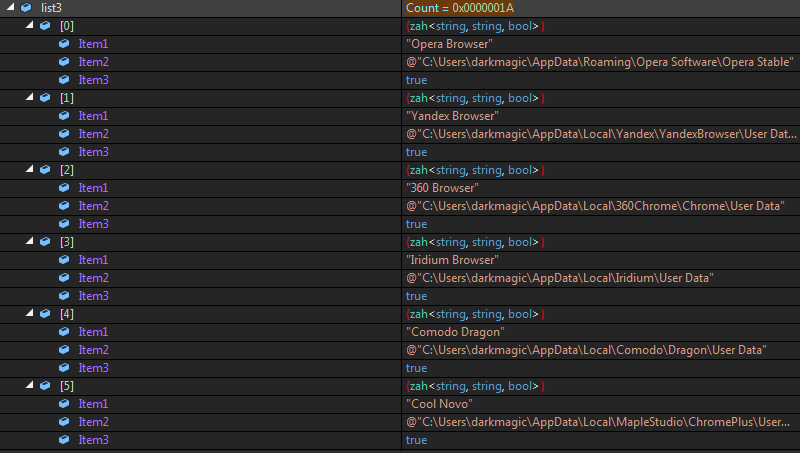 list3 Count = 0x0000001A
[0] {zah<string, string, bool>}
Item1 "Opera Browser"
Item2 @"C:\Users\darkmagic\AppData\Roaming\Opera Software\Opera Stable"
Item3 true
[1] {zah<string, string, bool>}
Item1 "Yandex Browser"
Item2 @"C:\Users\darkmagic\AppData\Local\Yandex\YandexBrowser\User Dat...
Item3 true
[2] {zah<string, string, bool>}
Item1 "360 Browser"
Item2 @"C:\Users\darkmagic\AppData\Local\360Chrome\Chrome\User Data"
Item3 true
[3] {zah<string, string, bool>}
Item1 "Iridium Browser"
Item2 @"C:\Users\darkmagic\AppData\Local\Iridium\User Data"
Item3 true
[4] {zah<string, string, bool>}
Item1 "Comodo Dragon"
Item2 @"C:\Users\darkmagic\AppData\Local\Comodo\Dragon\User Data"
Item3 true
[5] {zah<string, string, bool>}
Item1 "Cool Novo"
Item2 @"C:\Users\darkmagic\AppData\Local\MapleStudio\ChromePlus\User...
Item3 true